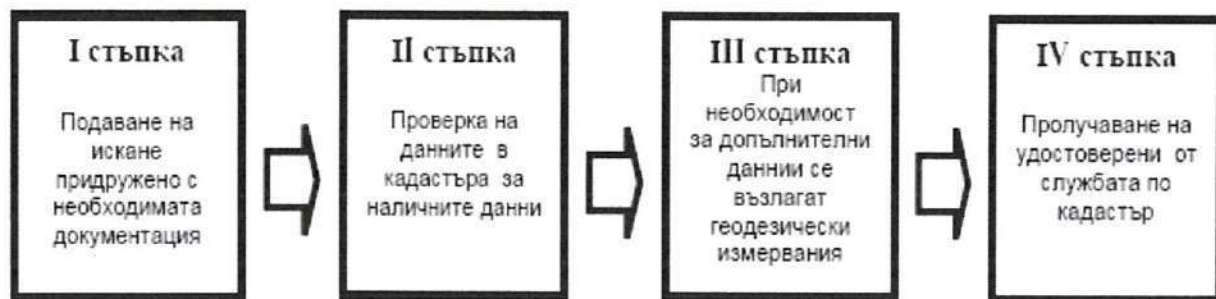 I стъпка
Подаване на
искане
придружено с
необходимата
документация
II стъпка
Проверка на
данните в
кадастъра за
наличните данни
III стъпка
При
необходимост
за допълнителни
даннии се
възлагат
геодезически
измервания
IV стъпка
Пролучаване на
удостоверени от
службата по
кадастър